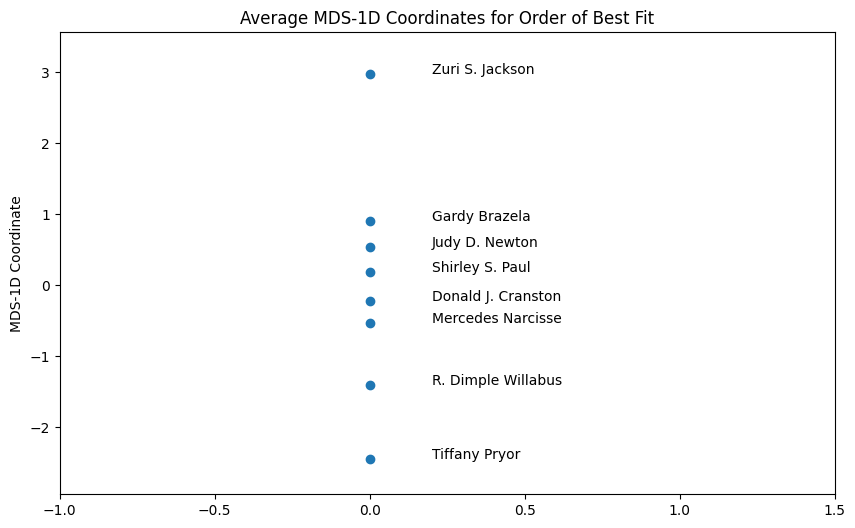 Average MDS-1D Coordinates for Order of Best Fit
MDS-1D Coordinate
3
2
1
0
−1
−2
Zuri S. Jackson
Gardy Brazela
Judy D. Newton
Shirley S. Paul
Donald J. Cranston
Mercedes Narcisse
R. Dimple Willabus
Tiffany Pryor
−1.0 −0.5 0.0 0.5 1.0 1.5